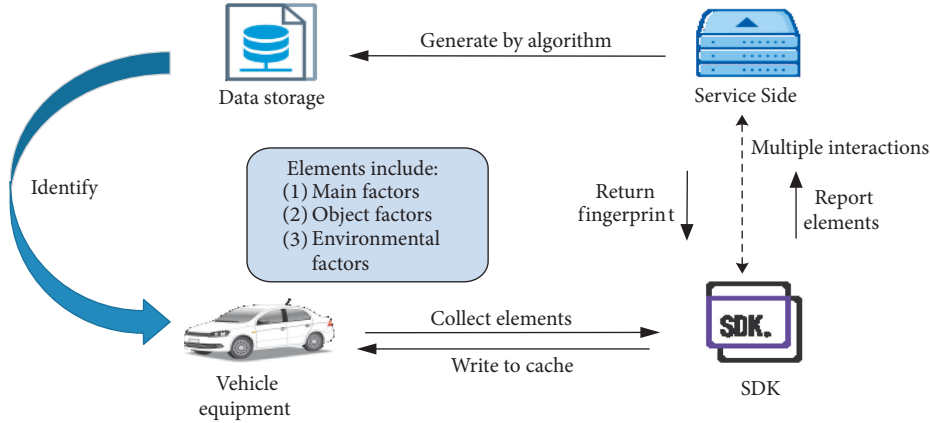 Generate by algorithm
Data storage
Service Side
Multiple interactions
Elements include:
(1) Main factors
(2) Object factors
(3) Environmental
factors
Identify
Return
fingerprint
Report
elements
Collect elements
SDK.
Write to cache
Vehicle
equipment
SDK